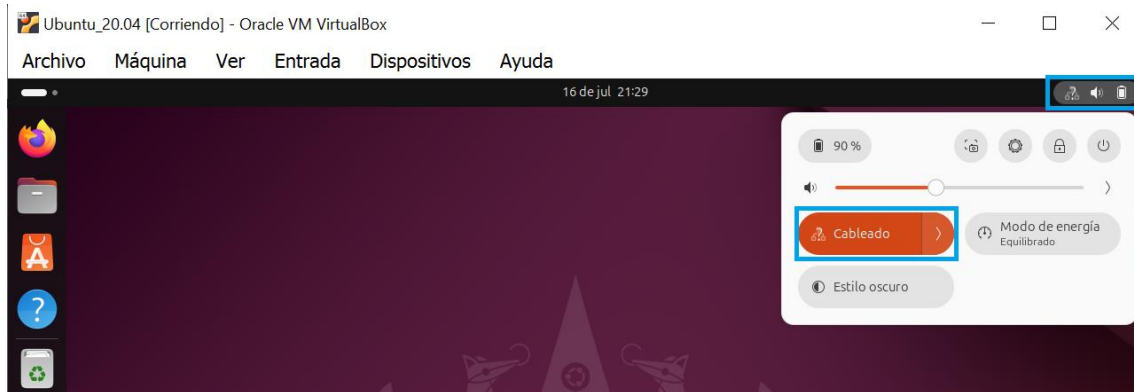 Ubuntu_20.04 [Corriendo] - Oracle VM VirtualBox
Archivo Máquina Ver Entrada Dispositivos Ayuda
16 de jul 21:29
90 %
Cableado
Modo de energía
Equilibrado
Estilo oscuro